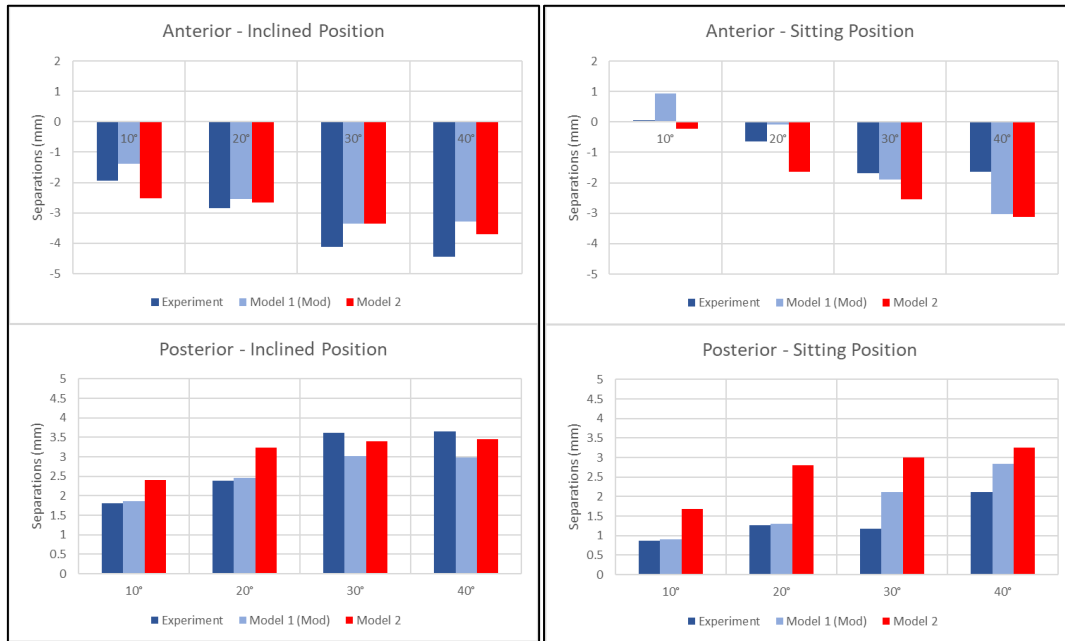 Anterior - Inclined Position
Separations (mm)
2
1
0
-1
-2
-3
-4
-5
10° 20° 30° 40°
Experiment Model 1 (Mod) Model 2
Anterior - Sitting Position
Separations (mm)
2
1
0
-1
-2
-3
-4
-5
10° 20° 30° 40°
Experiment Model 1 (Mod) Model 2
Posterior - Inclined Position
Separations (mm)
5
4.5
4
3.5
3
2.5
2
1.5
1
0.5
0
10° 20° 30° 40°
Experiment Model 1 (Mod) Model 2
Posterior - Sitting Position
Separations (mm)
5
4.5
4
3.5
3
2.5
2
1.5
1
0.5
0
10° 20° 30° 40°
Experiment Model 1 (Mod) Model 2